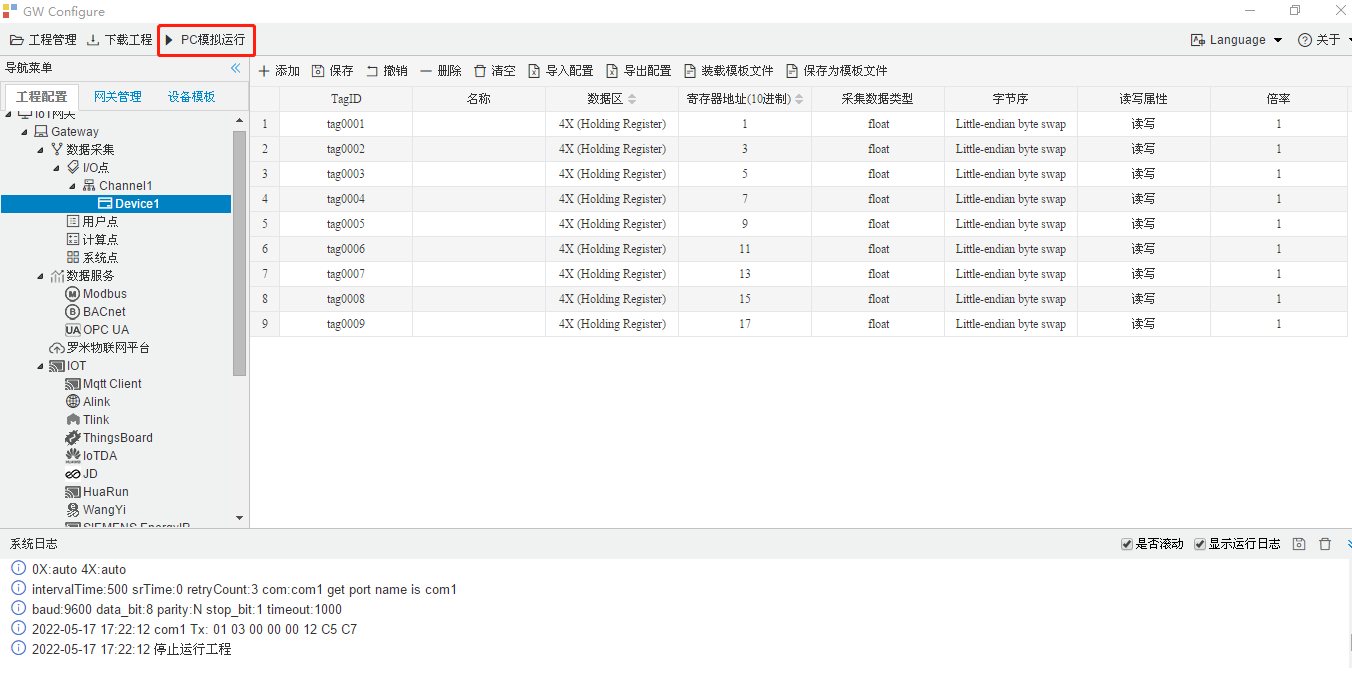 GW Configure
工程管理 下载工程 PC模拟运行 Language 关于
导航菜单
添加 保存 撤销 删除 清空 导入配置 导出配置 装载模板文件 保存为模板文件
工程配置 网关管理 设备模板
TagID 名称 数据区 寄存器地址(10进制) 采集数据类型 字节序 读写属性 倍率
1 tag0001 4X (Holding Register) 1 float Little-endian byte swap 读写 1
2 tag0002 4X (Holding Register) 3 float Little-endian byte swap 读写 1
3 tag0003 4X (Holding Register) 5 float Little-endian byte swap 读写 1
4 tag0004 4X (Holding Register) 7 float Little-endian byte swap 读写 1
5 tag0005 4X (Holding Register) 9 float Little-endian byte swap 读写 1
6 tag0006 4X (Holding Register) 11 float Little-endian byte swap 读写 1
7 tag0007 4X (Holding Register) 13 float Little-endian byte swap 读写 1
8 tag0008 4X (Holding Register) 15 float Little-endian byte swap 读写 1
9 tag0009 4X (Holding Register) 17 float Little-endian byte swap 读写 1
IoT网关
Gateway
数据采集
I/O点
Channel1
Device1
用户点
计算点
系统点
数据服务
Modbus
BACnet
OPC UA
罗米物联网平台
IOT
Mqtt Client
Alink
Tlink
ThingsBoard
IoTDA
JD
HuaRun
WangYi
SIEMENS EnergyIP
系统日志 是否滚动 显示运行日志
0X:auto 4X:auto
intervalTime:500 srTime:0 retryCount:3 com:com1 get port name is com1
baud:9600 data_bit:8 parity:N stop_bit:1 timeout:1000
2022-05-17 17:22:12 com1 Tx: 01 03 00 00 00 12 C5 C7
2022-05-17 17:22:12 停止运行工程